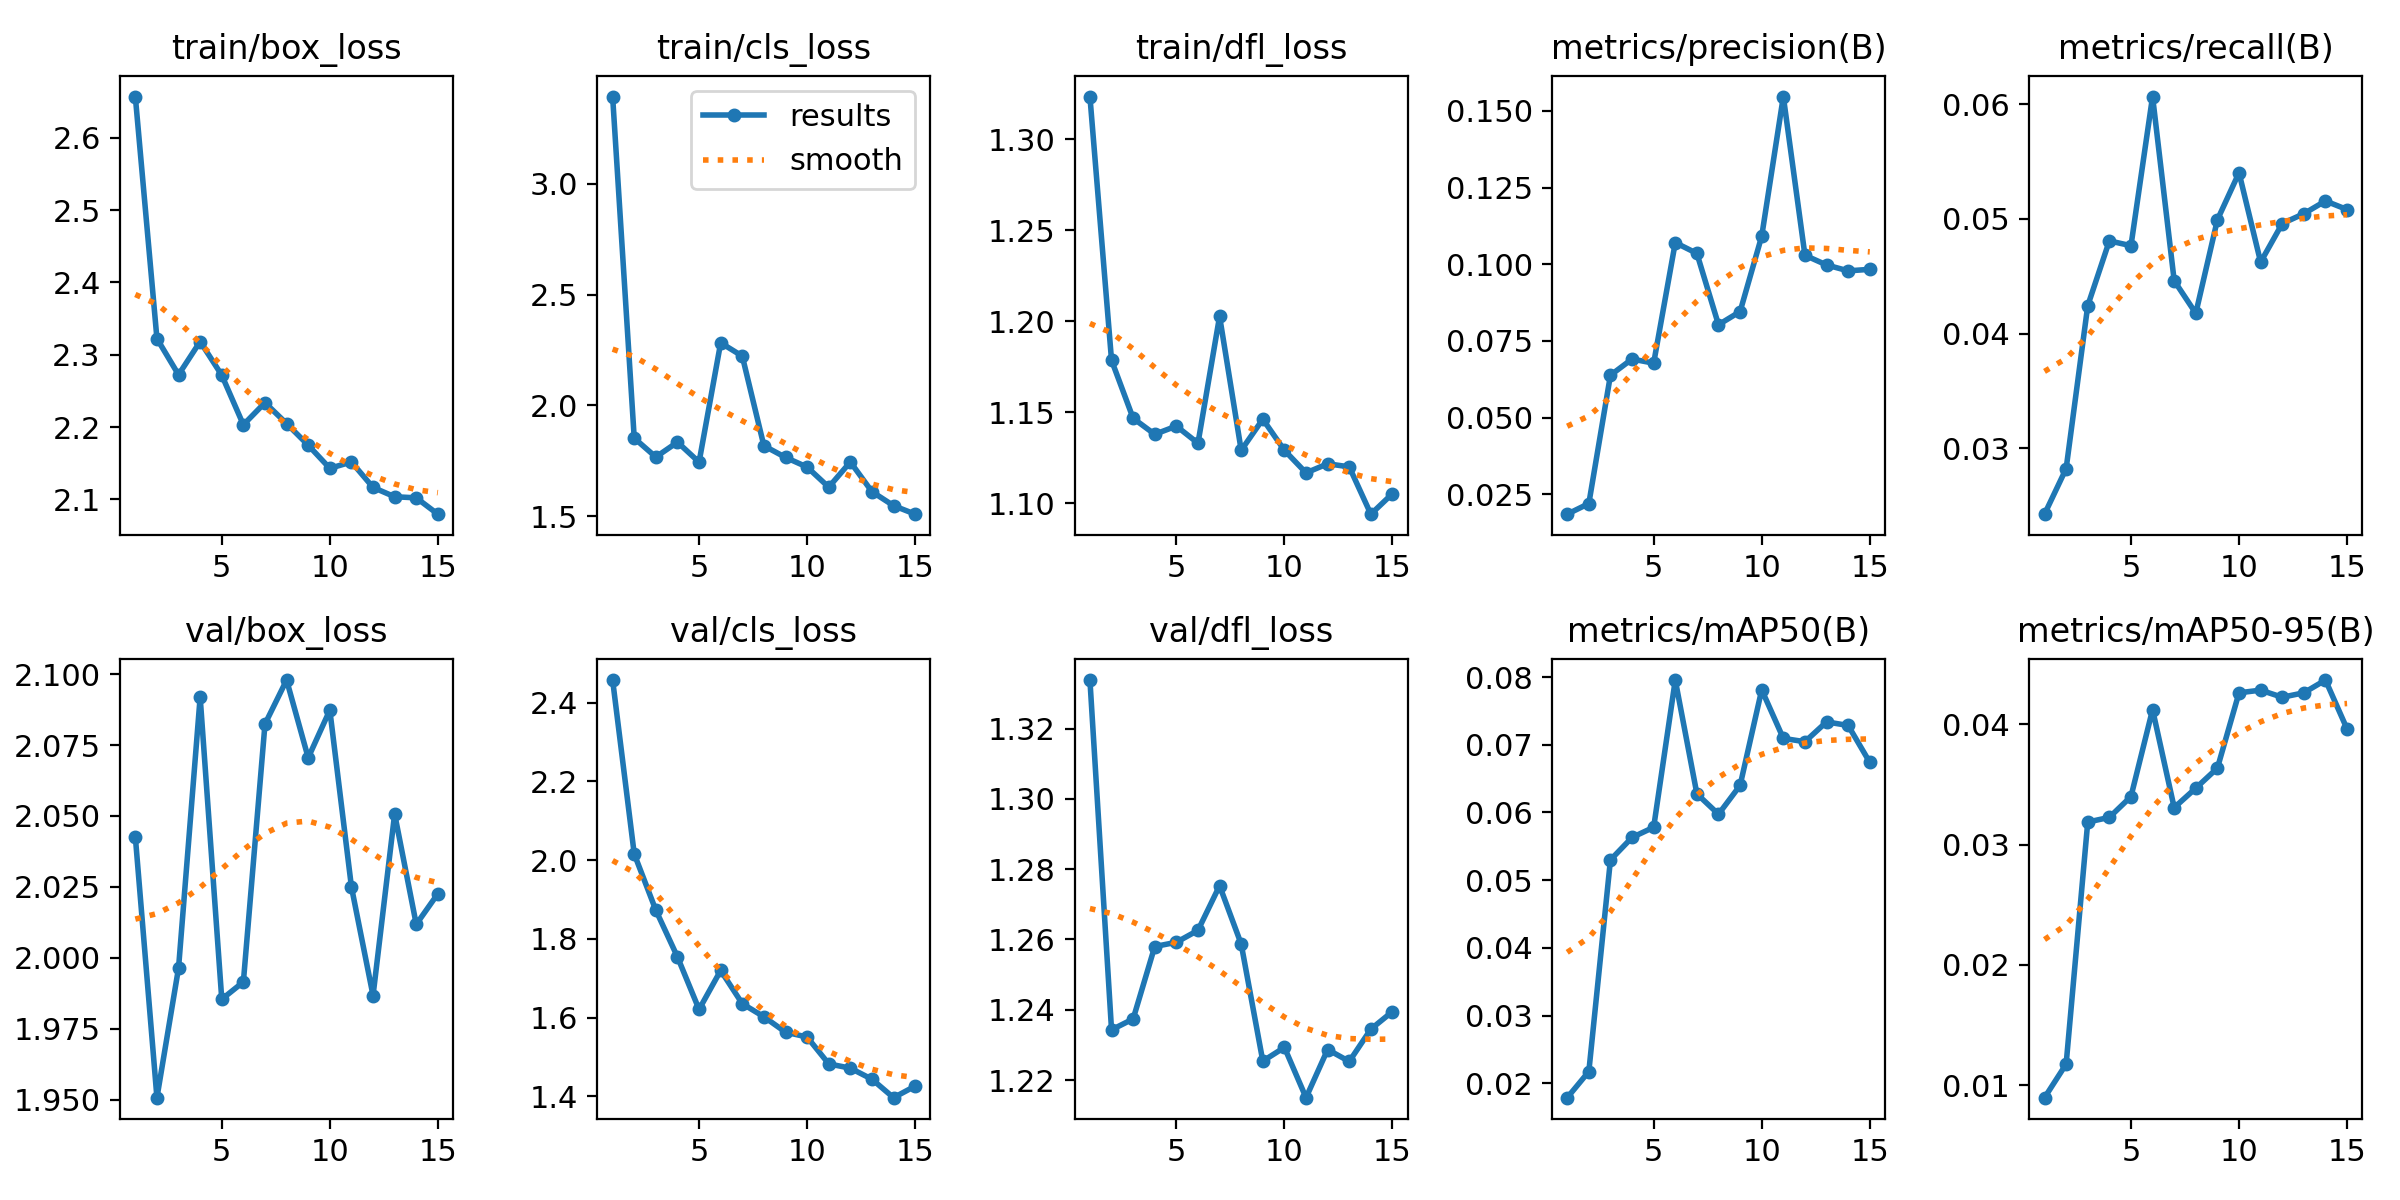 train/box_loss
2.6
2.5
2.4
2.3
2.2
2.1
5 10 15
train/cls_loss
results
smooth
3.0
2.5
2.0
1.5
5 10 15
train/dfl_loss
1.30
1.25
1.20
1.15
1.10
5 10 15
metrics/precision(B)
0.150
0.125
0.100
0.075
0.050
0.025
5 10 15
metrics/recall(B)
0.06
0.05
0.04
0.03
5 10 15
val/box_loss
2.100
2.075
2.050
2.025
2.000
1.975
1.950
5 10 15
val/cls_loss
2.4
2.2
2.0
1.8
1.6
1.4
5 10 15
val/dfl_loss
1.32
1.30
1.28
1.26
1.24
1.22
5 10 15
metrics/mAP50(B)
0.08
0.07
0.06
0.05
0.04
0.03
0.02
5 10 15
metrics/mAP50-95(B)
0.04
0.03
0.02
0.01
5 10 15